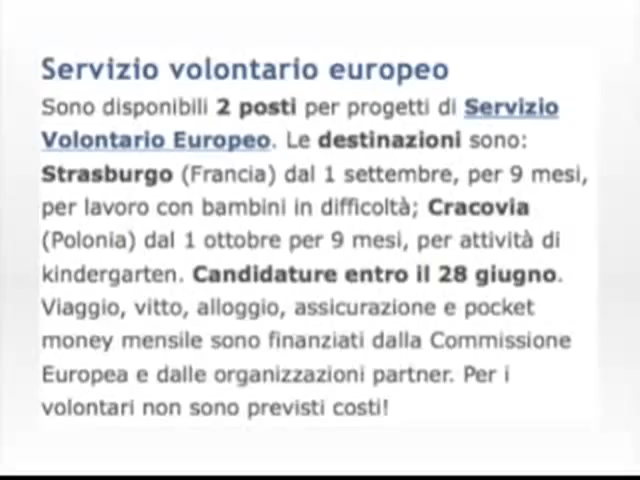 Servizio volontario europeo
Sono disponibili 2 posti per progetti di Servizio
Volontario Europeo. Le destinazioni sono:
Strasburgo (Francia) dal 1 settembre, per 9 mesi,
per lavoro con bambini in difficoltà; Cracovia
(Polonia) dal 1 ottobre per 9 mesi, per attività di
kindergarten. Candidature entro il 28 giugno.
Viaggio, vitto, alloggio, assicurazione e pocket
money mensile sono finanziati dalla Commissione
Europea e dalle organizzazioni partner. Per i
volontari non sono previsti costi!